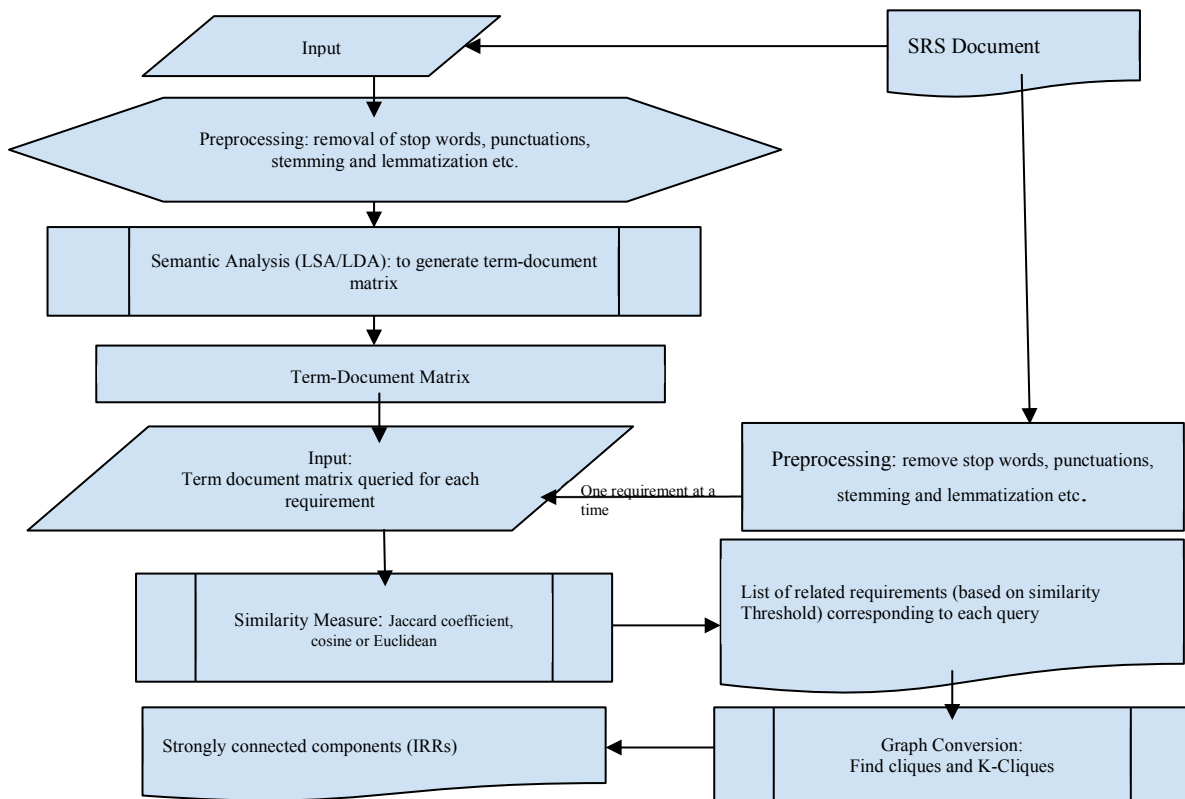 Input
SRS Document
Preprocessing: removal of stop words, punctuations,
stemming and lemmatization etc.
Semantic Analysis (LSA/LDA): to generate term-document
matrix
Term-Document Matrix
Input:
Term document matrix queried for each
requirement
One requirement at a
time
Preprocessing: remove stop words, punctuations,
stemming and lemmatization etc.
Similarity Measure: Jaccard coefficient,
cosine or Euclidean
List of related requirements (based on similarity
Threshold) corresponding to each query
Strongly connected components (IRRs)
Graph Conversion:
Find cliques and K-Cliques